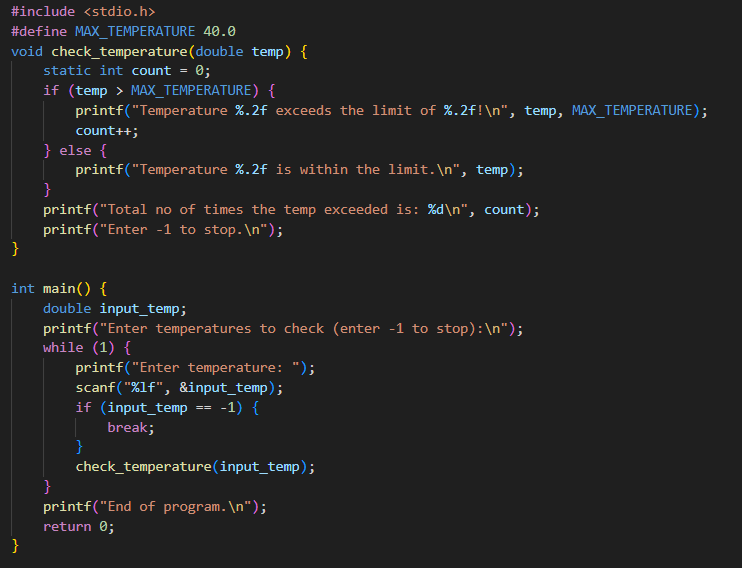 #include <stdio.h>
#define MAX_TEMPERATURE 40.0
void check_temperature(double temp) {
    static int count = 0;
    if (temp > MAX_TEMPERATURE) {
        printf("Temperature %.2f exceeds the limit of %.2f!\n", temp, MAX_TEMPERATURE);
        count++;
    } else {
        printf("Temperature %.2f is within the limit.\n", temp);
    }
    printf("Total no of times the temp exceeded is: %d\n", count);
    printf("Enter -1 to stop.\n");
}

int main() {
    double input_temp;
    printf("Enter temperatures to check (enter -1 to stop):\n");
    while (1) {
        printf("Enter temperature: ");
        scanf("%lf", &input_temp);
        if (input_temp == -1) {
            break;
        }
        check_temperature(input_temp);
    }
    printf("End of program.\n");
    return 0;
}